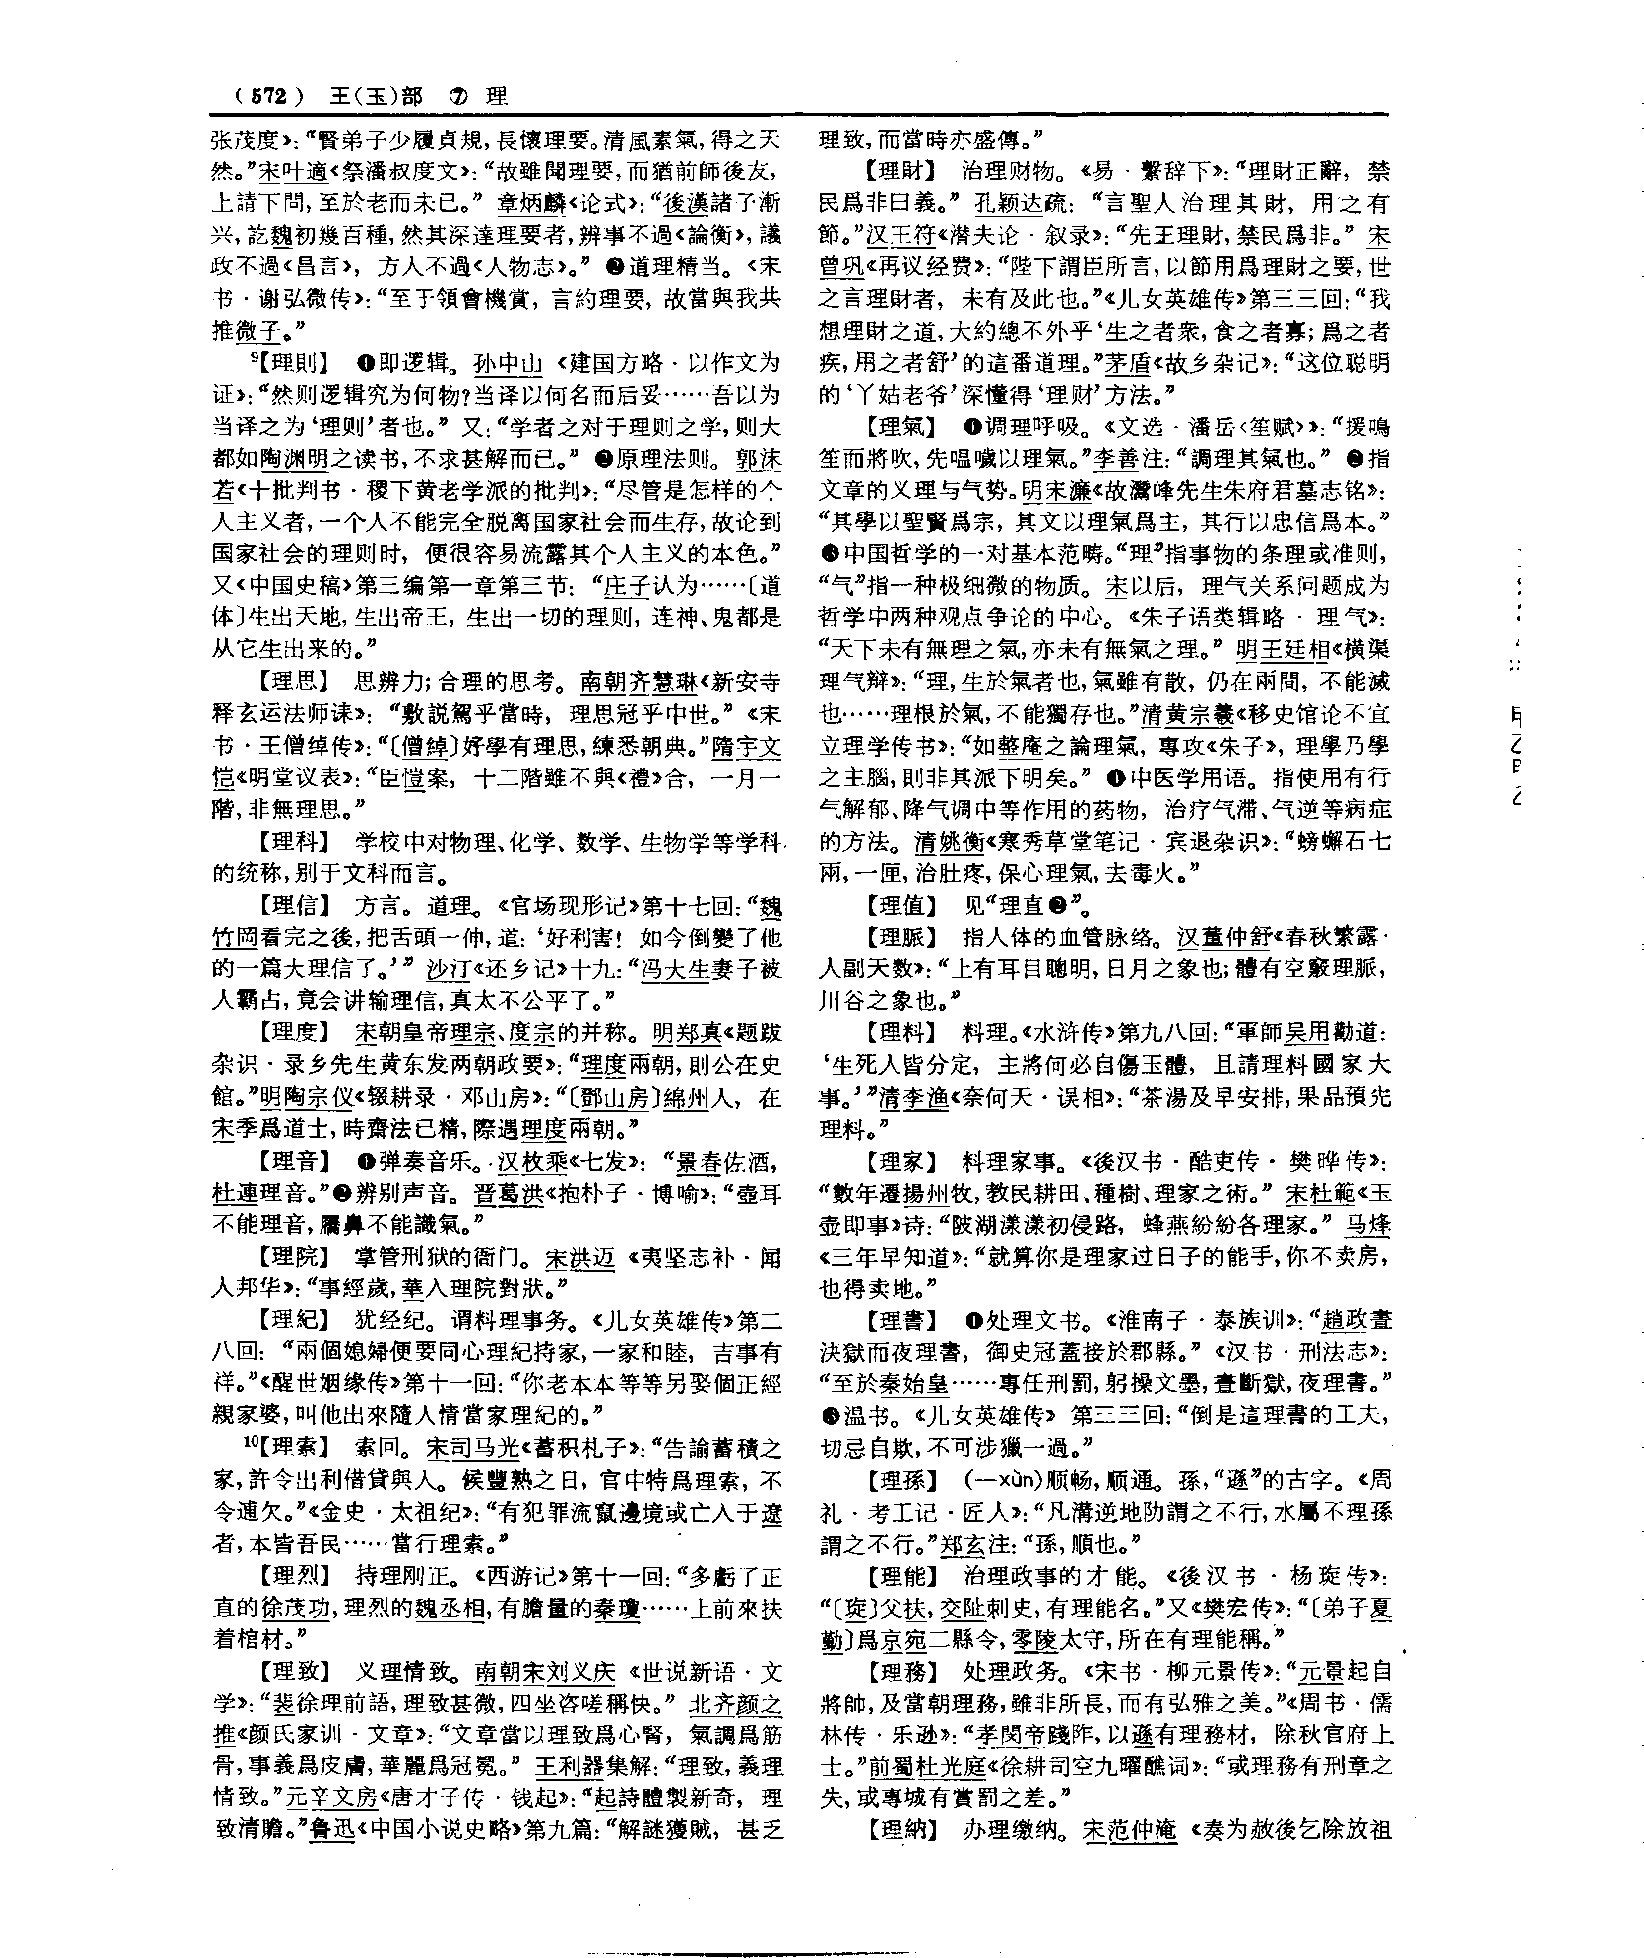 （572） 王(玉)部 ⑦ 理
张茂度》：“賢弟子少履貞規，長懷理要。清風素氣，得之天
然。”宋叶適《祭潘叔度文》：“故雖聞理要，而猶前師後友，
上請下問，至於老而未已。” 章炳麟《论式》：“後漢諸子漸
兴，訖魏初幾百種，然其深達理要者，辨事不過《論衡》，議
政不過《昌言》，方人不過《人物志》。” ❷道理精当。《宋
书·谢弘微传》：“至于領會機賞，言約理要，故當與我共
推微子。”
⁹【理則】 ❶即逻辑。孙中山《建国方略·以作文为
证》：“然则逻辑究为何物？当译以何名而后妥……吾以为
当译之为‘理则’者也。” 又：“学者之对于理则之学，则大
都如陶渊明之读书，不求甚解而已。” ❷原理法则。郭沫
若《十批判书·稷下黄老学派的批判》：“尽管是怎样的个
人主义者，一个人不能完全脱离国家社会而生存，故论到
国家社会的理则时，便很容易流露其个人主义的本色。”
又《中国史稿》第三编第一章第三节：“庄子认为……〔道
体〕生出天地，生出帝王，生出一切的理则，连神、鬼都是
从它生出来的。”
【理思】 思辨力；合理的思考。南朝齐慧琳《新安寺
释玄运法师诔》：“敷説駕乎當時，理思冠乎中世。”《宋
书·王僧绰传》：“〔僧綽〕好學有理思，練悉朝典。”隋宇文
恺《明堂议表》：“臣愷案，十二階雖不與《禮》合，一月一
階，非無理思。”
【理科】 学校中对物理、化学、数学、生物学等学科
的统称，别于文科而言。
【理信】 方言。道理。《官场现形记》第十七回：“魏
竹岡看完之後，把舌頭一伸，道：‘好利害！如今倒變了他
的一篇大理信了。’” 沙汀《还乡记》十九：“冯大生妻子被
人霸占，竟会讲输理信，真太不公平了。”
【理度】 宋朝皇帝理宗、度宗的并称。明郑真《题跋
杂识·录乡先生黄东发两朝政要》：“理度兩朝，則公在史
館。”明陶宗仪《辍耕录·邓山房》：“〔鄧山房〕綿州人，在
宋季爲道士，時齋法已精，際遇理度兩朝。”
【理音】 ❶弹奏音乐。汉枚乘《七发》：“景春佐酒，
杜連理音。”❷辨别声音。晋葛洪《抱朴子·博喻》：“壺耳
不能理音，屩鼻不能識氣。”
【理院】 掌管刑狱的衙门。宋洪迈《夷坚志补·闻
人邦华》：“事經歲，華入理院對狀。”
【理紀】 犹经纪。谓料理事务。《儿女英雄传》第二
八回：“兩個媳婦便要同心理紀持家，一家和睦，吉事有
祥。”《醒世姻缘传》第十一回：“你老本本等等另娶個正經
親家婆，叫他出來隨人情當家理紀的。”
¹⁰【理索】 索回。宋司马光《蓄积札子》：“告諭蓄積之
家，許令出利借貸與人。候豐熟之日，官中特爲理索，不
令逋欠。”《金史·太祖纪》：“有犯罪流竄邊境或亡入于遼
者，本皆吾民……當行理索。”
【理烈】 持理刚正。《西游记》第十一回：“多虧了正
直的徐茂功，理烈的魏丞相，有膽量的秦瓊……上前來扶
着棺材。”
【理致】 义理情致。南朝宋刘义庆《世说新语·文
学》：“裴徐理前語，理致甚微，四坐咨嗟稱快。” 北齐颜之
推《颜氏家训·文章》：“文章當以理致爲心腎，氣調爲筋
骨，事義爲皮膚，華麗爲冠冕。” 王利器集解：“理致，義理
情致。”元辛文房《唐才子传·钱起》：“起詩體製新奇，理
致清贍。”鲁迅《中国小说史略》第九篇：“解謎獲賊，甚乏
理致，而當時亦盛傳。”
【理財】 治理财物。《易·繫辞下》：“理財正辭，禁
民爲非曰義。” 孔颖达疏：“言聖人治理其財，用之有
節。”汉王符《潜夫论·叙录》：“先王理財，禁民爲非。” 宋
曾巩《再议经费》：“陛下謂臣所言，以節用爲理財之要，世
之言理財者，未有及此也。”《儿女英雄传》第三三回：“我
想理財之道，大約總不外乎‘生之者衆，食之者寡；爲之者
疾，用之者舒’的這番道理。”茅盾《故乡杂记》：“这位聪明
的‘丫姑老爷’深懂得‘理财’方法。”
【理氣】 ❶调理呼吸。《文选·潘岳〈笙赋〉》：“援鳴
笙而將吹，先嗢噦以理氣。”李善注：“調理其氣也。” ❷指
文章的义理与气势。明宋濂《故灊峰先生朱府君墓志铭》：
“其學以聖賢爲宗，其文以理氣爲主，其行以忠信爲本。”
❸中国哲学的一对基本范畴。“理”指事物的条理或准则，
“气”指一种极细微的物质。宋以后，理气关系问题成为
哲学中两种观点争论的中心。《朱子语类辑略·理气》：
“天下未有無理之氣，亦未有無氣之理。” 明王廷相《横渠
理气辩》：“理，生於氣者也，氣雖有散，仍在兩間，不能滅
也……理根於氣，不能獨存也。”清黄宗羲《移史馆论不宜
立理学传书》：“如整庵之論理氣，專攻《朱子》，理學乃學
之主腦，則非其派下明矣。” ❹中医学用语。指使用有行
气解郁、降气调中等作用的药物，治疗气滞、气逆等病症
的方法。清姚衡《寒秀草堂笔记·宾退杂识》：“螃蠏石七
兩，一匣，治肚疼，保心理氣，去毒火。”
【理值】 见“理直❷”。
【理脈】 指人体的血管脉络。汉董仲舒《春秋繁露·
人副天数》：“上有耳目聰明，日月之象也；體有空竅理脈，
川谷之象也。”
【理料】 料理。《水浒传》第九八回：“軍師吴用勸道：
‘生死人皆分定，主將何必自傷玉體，且請理料國家大
事。’”清李渔《奈何天·误相》：“茶湯及早安排，果品預先
理料。”
【理家】 料理家事。《後汉书·酷吏传·樊晔传》：
“數年遷揚州牧，教民耕田、種樹、理家之術。” 宋杜範《玉
壶即事》诗：“陂湖漾漾初侵路，蜂燕紛紛各理家。” 马烽
《三年早知道》：“就算你是理家过日子的能手，你不卖房，
也得卖地。”
【理書】 ❶处理文书。《淮南子·泰族训》：“趙政晝
決獄而夜理書，御史冠蓋接於郡縣。”《汉书·刑法志》：
“至於秦始皇……專任刑罰，躬操文墨，晝斷獄，夜理書。”
❷温书。《儿女英雄传》第三三回：“倒是這理書的工夫，
切忌自欺，不可涉獵一過。”
【理孫】 （—xùn）顺畅，顺通。孫，“遜”的古字。《周
礼·考工记·匠人》：“凡溝逆地阞謂之不行，水屬不理孫
謂之不行。”郑玄注：“孫，順也。”
【理能】 治理政事的才能。《後汉书·杨琁传》：
“〔琁〕父扶，交阯刺史，有理能名。”又《樊宏传》：“〔弟子夏
勤〕爲京宛二縣令，零陵太守，所在有理能稱。”
【理務】 处理政务。《宋书·柳元景传》：“元景起自
將帥，及當朝理務，雖非所長，而有弘雅之美。”《周书·儒
林传·乐逊》：“孝閔帝踐阼，以遜有理務材，除秋官府上
士。”前蜀杜光庭《徐耕司空九曜醮词》：“或理務有刑章之
失，或專城有賞罰之差。”
【理納】 办理缴纳。宋范仲淹《奏为赦後乞除放祖